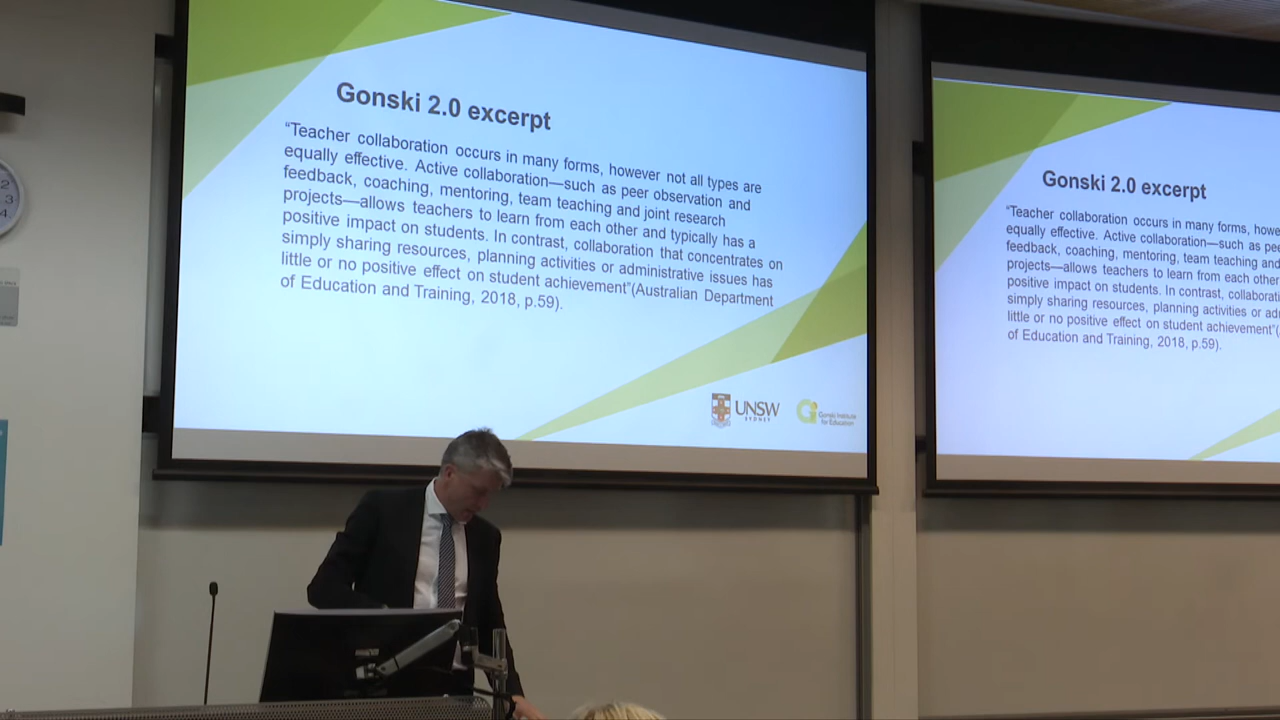 Gonski 2.0 excerpt
“Teacher collaboration occurs in many forms, however not all types are
equally effective. Active collaboration—such as peer observation and
feedback, coaching, mentoring, team teaching and joint research
projects—allows teachers to learn from each other and typically has a
positive impact on students. In contrast, collaboration that concentrates on
simply sharing resources, planning activities or administrative issues has
little or no positive effect on student achievement”(Australian Department
of Education and Training, 2018, p.59).
UNSW
SYDNEY
Gi
Gonski Institute
for Education
Gonski 2.0 excerpt
“Teacher collaboration occurs in many forms, howe
equally effective. Active collaboration—such as pe
feedback, coaching, mentoring, team teaching and
projects—allows teachers to learn from each other
positive impact on students. In contrast, collaborat
simply sharing resources, planning activities or ad
little or no positive effect on student achievement”(
of Education and Training, 2018, p.59).
2
3
4